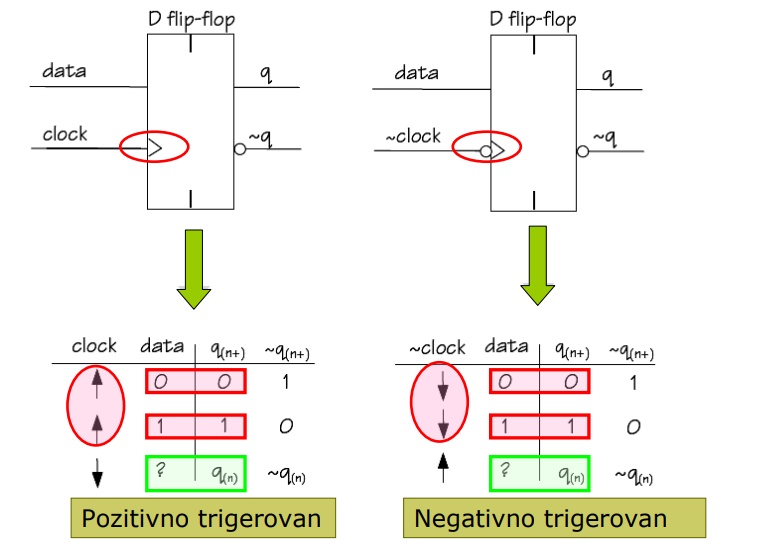 D flip-flop
data
q
clock
~q
clock data q(n+) ~q(n+)
↑ 0 0 1
↑ 1 1 0
↓ ? q(n) ~q(n)
Pozitivno trigerovan
D flip-flop
data
q
~clock
~q
~clock data q(n+) ~q(n+)
↓ 0 0 1
↓ 1 1 0
↑ ? q(n) ~q(n)
Negativno trigerovan